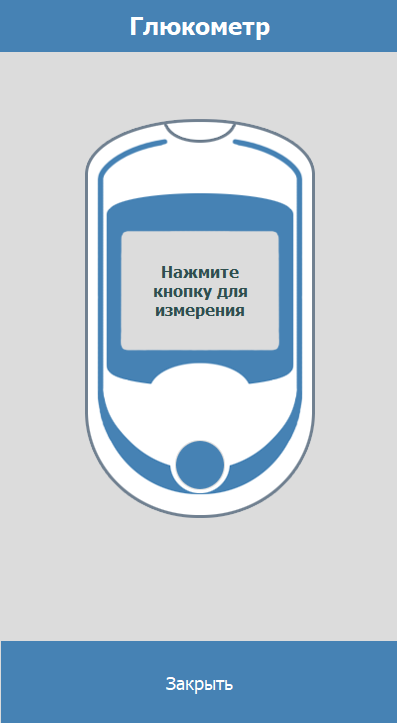 Глюкометр
Нажмите
кнопку для
измерения
Закрыть